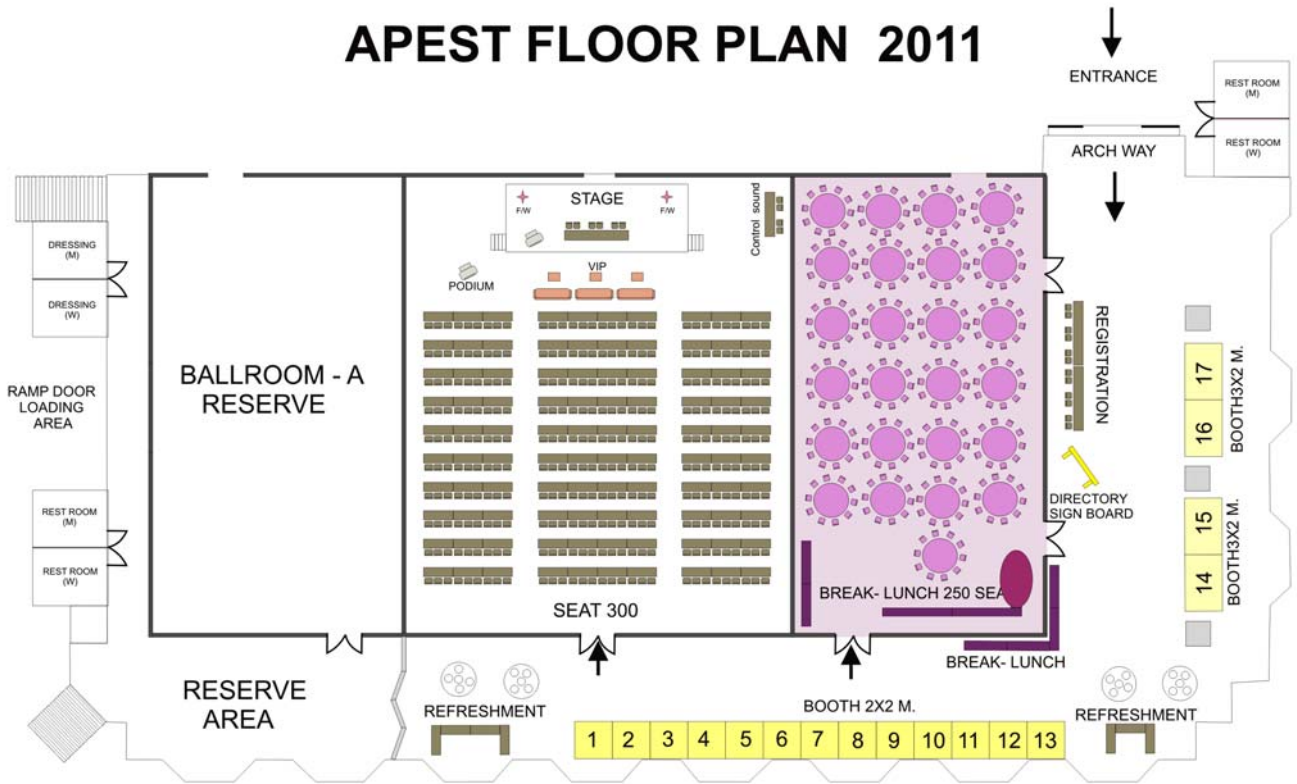 APEST FLOOR PLAN 2011
ENTRANCE
REST ROOM
(M)
REST ROOM
(W)
ARCH WAY
STAGE
F/W
F/W
Control sound
DRESSING
(M)
DRESSING
(W)
VIP
PODIUM
REGISTRATION
BALLROOM - A
RESERVE
RAMP DOOR
LOADING
AREA
17
16
BOOTH3X2 M.
DIRECTORY
SIGN BOARD
REST ROOM
(M)
REST ROOM
(W)
15
14
BOOTH3X2 M.
BREAK- LUNCH 250 SEA
SEAT 300
BREAK- LUNCH
RESERVE
AREA
REFRESHMENT
BOOTH 2X2 M.
REFRESHMENT
1 2 3 4 5 6 7 8 9 10 11 12 13